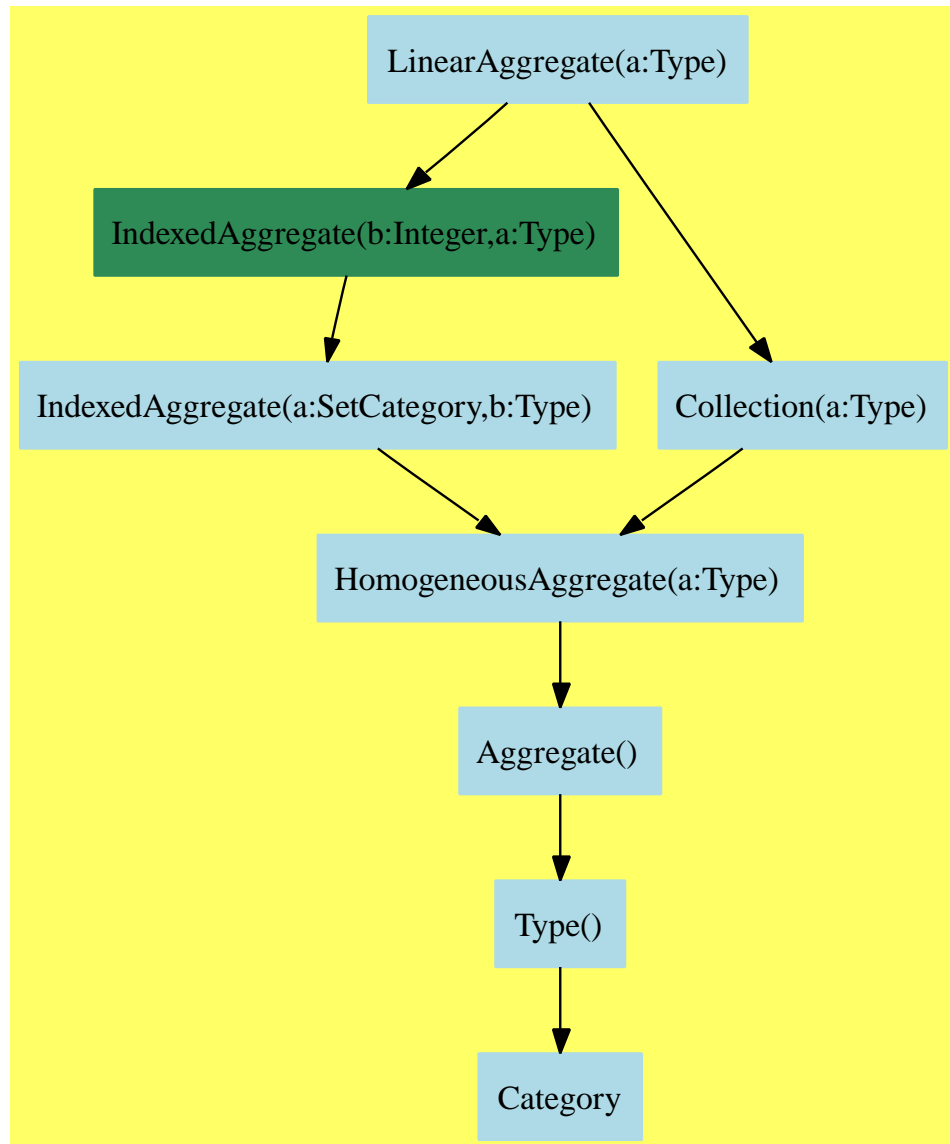 LinearAggregate(a:Type)
IndexedAggregate(b:Integer,a:Type)
IndexedAggregate(a:SetCategory,b:Type)
Collection(a:Type)
HomogeneousAggregate(a:Type)
Aggregate()
Type()
Category